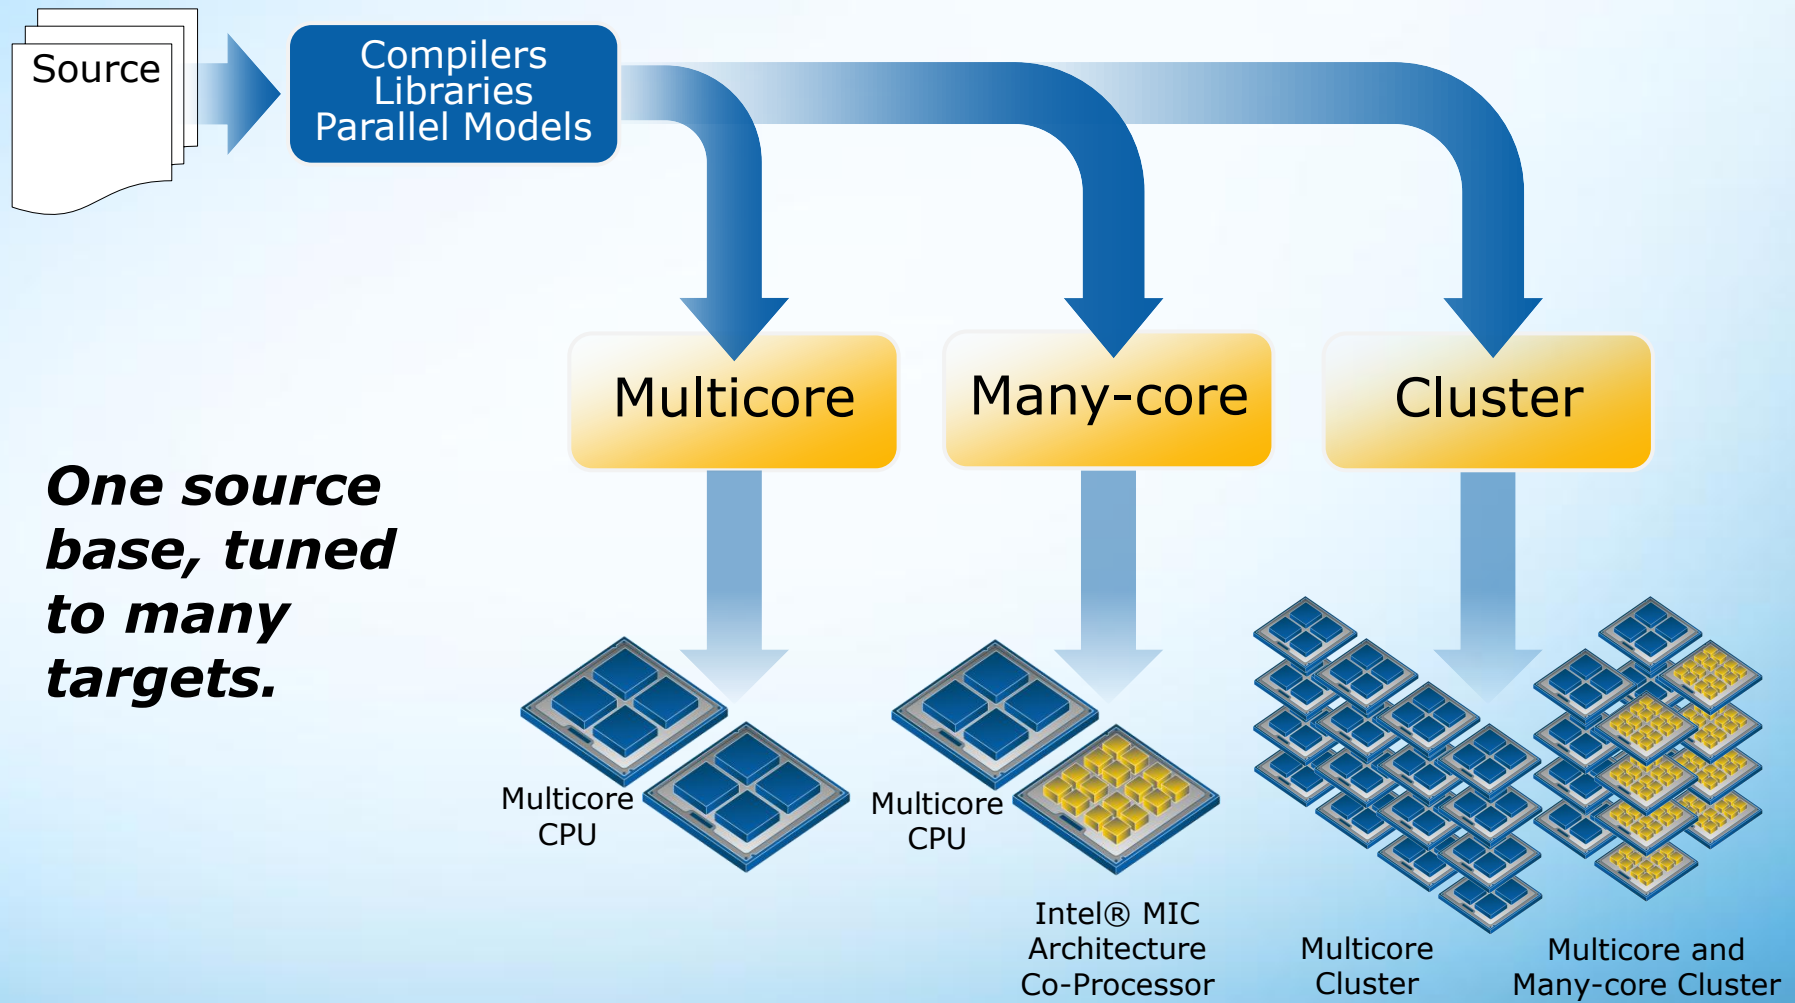 Source
Compilers
Libraries
Parallel Models
Multicore
Many-core
Cluster
One source
base, tuned
to many
targets.
Multicore
CPU
Multicore
CPU
Intel® MIC
Architecture
Co-Processor
Multicore
Cluster
Multicore and
Many-core Cluster